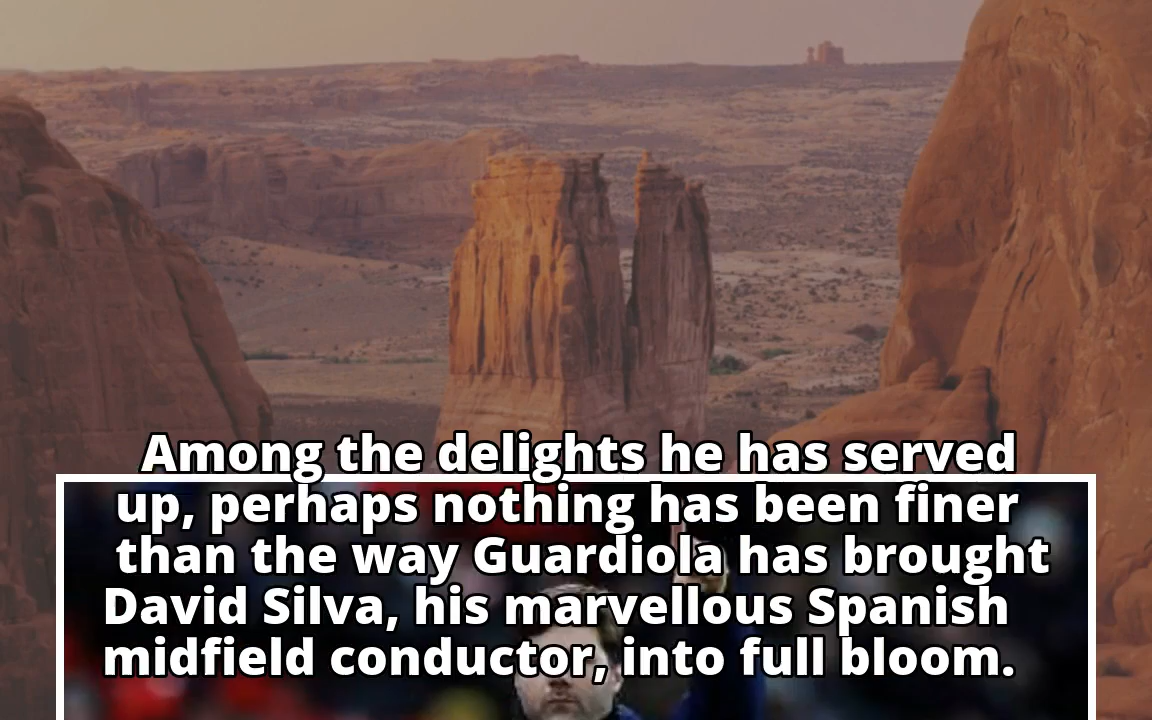 Among the delights he has served
up, perhaps nothing has been finer
than the way Guardiola has brought
David Silva, his marvellous Spanish
midfield conductor, into full bloom.